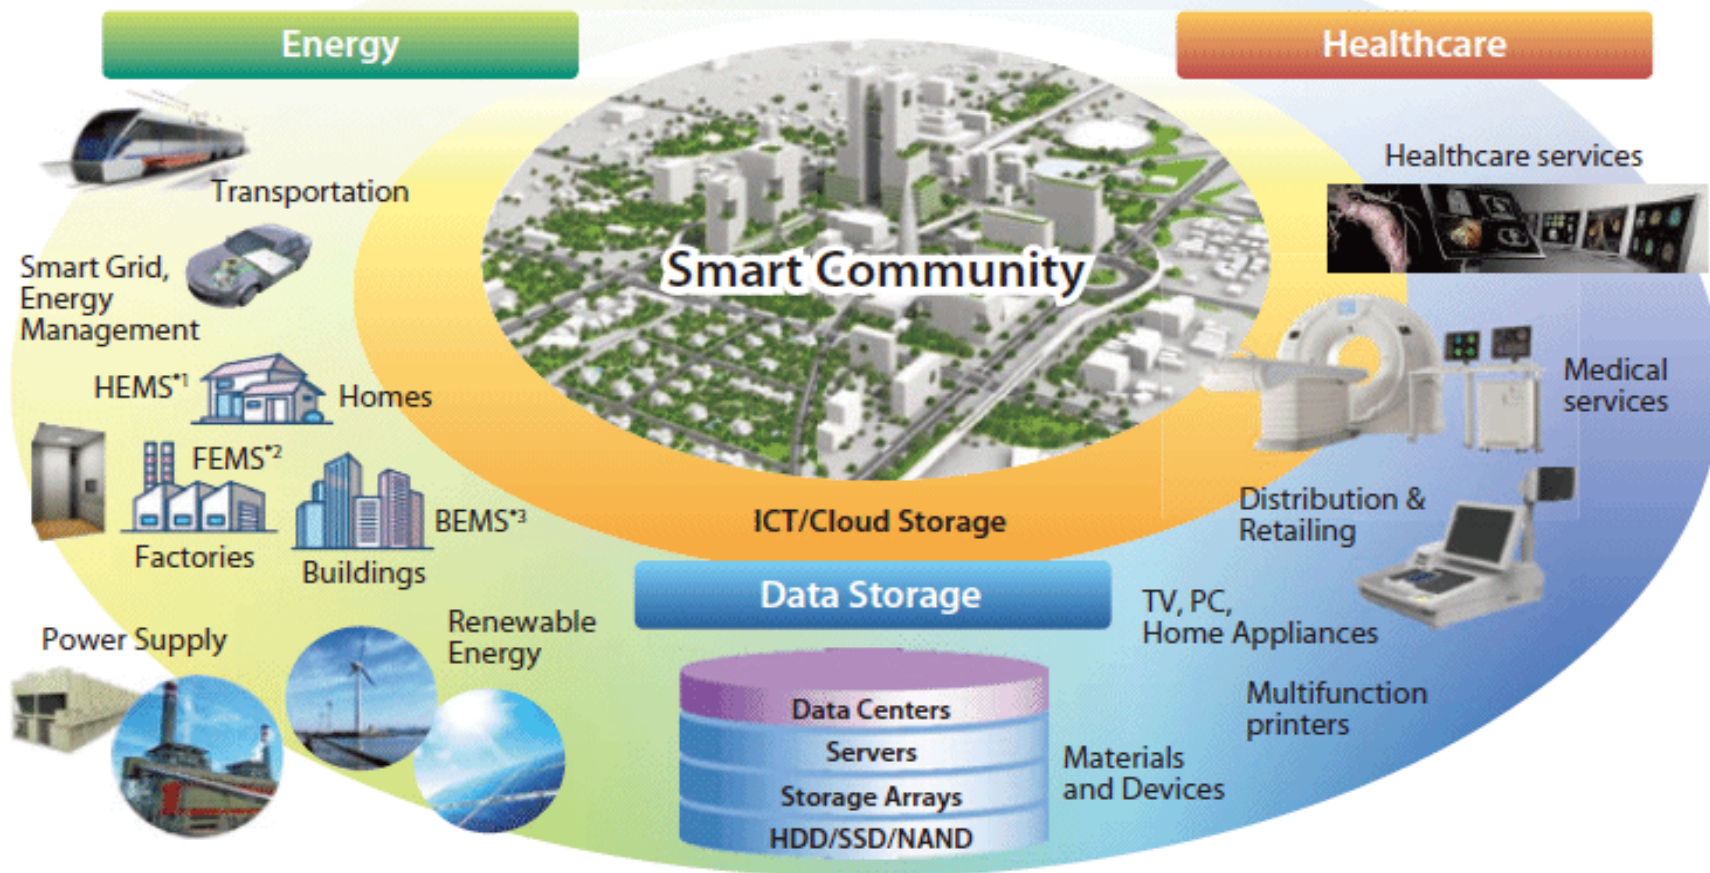 Energy
Healthcare
Transportation
Smart Grid,
Energy
Management
HEMS*1
Homes
FEMS*2
Factories
BEMS*3
Buildings
Power Supply
Renewable
Energy
Smart Community
ICT/Cloud Storage
Data Storage
Data Centers
Servers
Storage Arrays
HDD/SSD/NAND
Materials
and Devices
Healthcare services
Medical
services
Distribution &
Retailing
TV, PC,
Home Appliances
Multifunction
printers